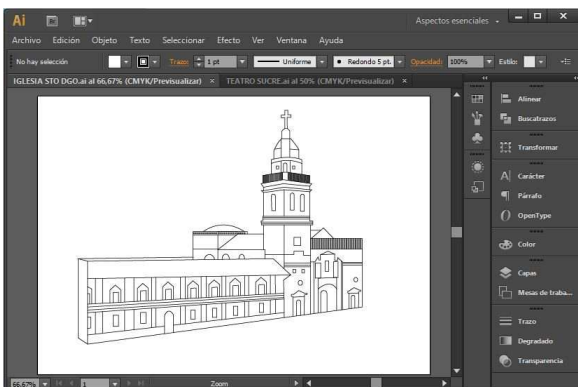 Ai Br Aspectos esenciales
Archivo Edición Objeto Texto Seleccionar Efecto Ver Ventana Ayuda
No hay selección Trazo: 1 pt Uniforme Redondo 5 pt. Opacidad: 100% Estilo:
IGLESIA STO DGO.ai al 66,67% (CMYK/Previsualizar) × TEATRO SUCRE.ai al 50% (CMYK/Previsualizar) ×
Alinear
Buscatrazos
Transformar
Carácter
Párrafo
OpenType
Color
Capas
Mesas de traba...
Trazo
Degradado
Transparencia
66,67% 1 Zoom